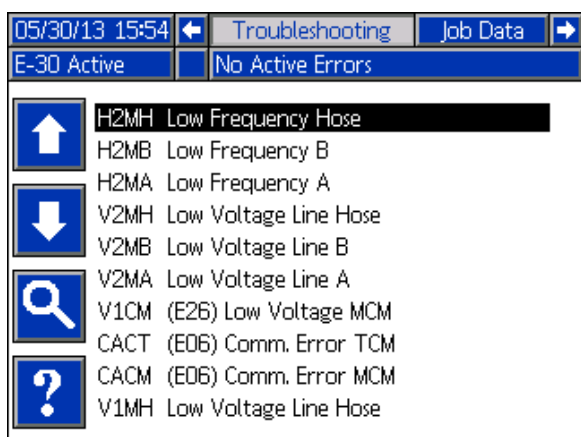 05/30/13 15:54 Troubleshooting Job Data
E-30 Active No Active Errors
H2MH Low Frequency Hose
H2MB Low Frequency B
H2MA Low Frequency A
V2MH Low Voltage Line Hose
V2MB Low Voltage Line B
V2MA Low Voltage Line A
V1CM (E26) Low Voltage MCM
CACT (E06) Comm. Error TCM
CACM (E06) Comm. Error MCM
V1MH Low Voltage Line Hose
?